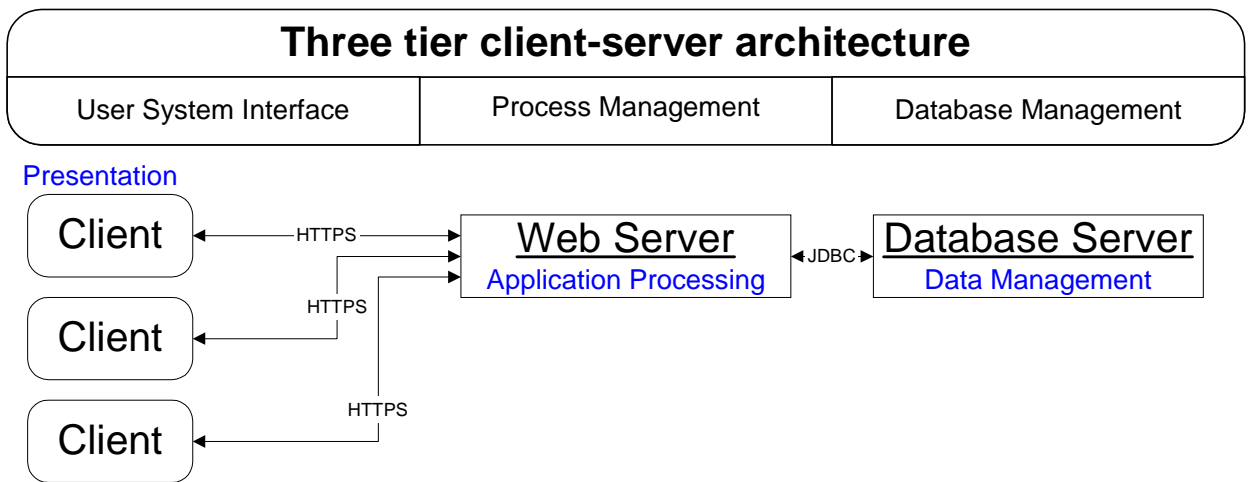 Three tier client-server architecture
User System Interface
Process Management
Database Management
Presentation
Client
HTTPS
Web Server
Application Processing
JDBC
Database Server
Data Management
HTTPS
Client
HTTPS
Client